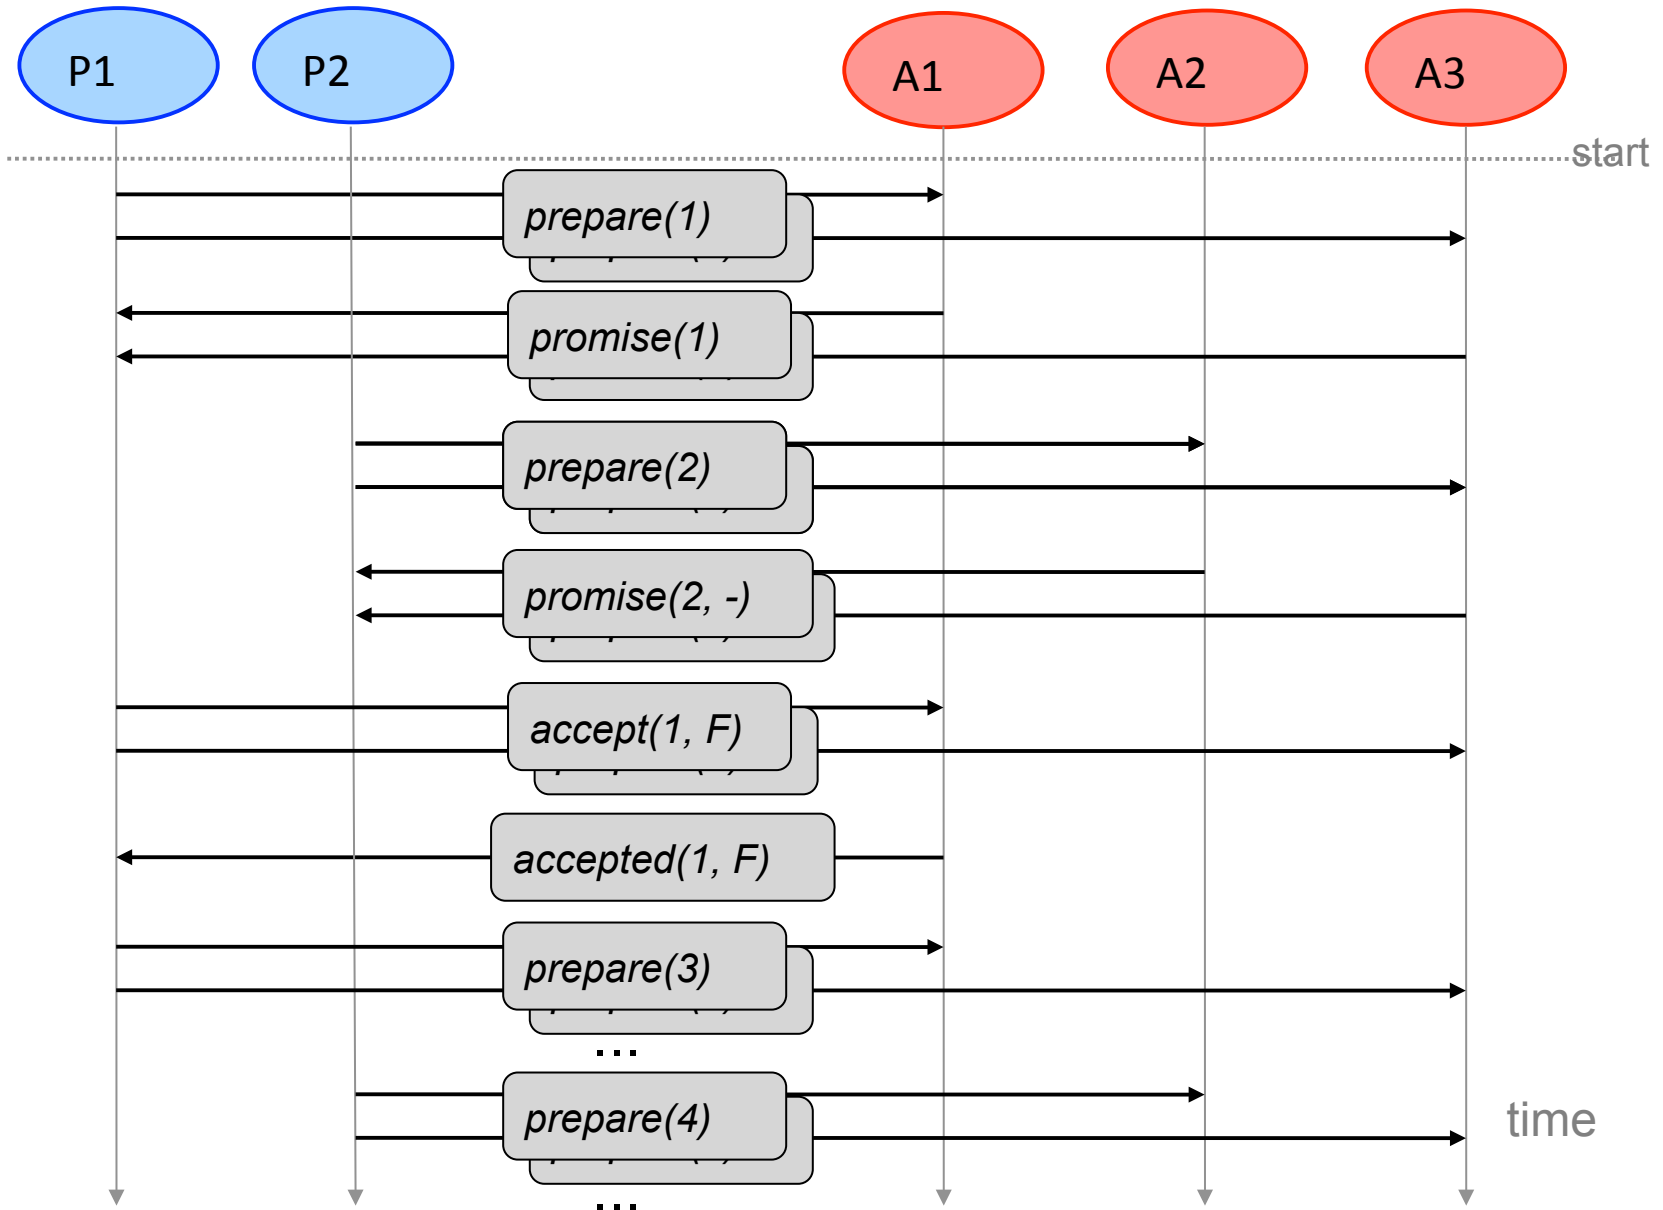 P1 P2 A1 A2 A3
start
prepare(1)
promise(1)
prepare(2)
promise(2, -)
accept(1, F)
accepted(1, F)
prepare(3)
...
prepare(4)
time
...